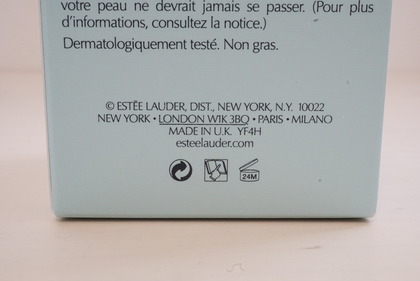 votre peau ne devrait jamais se passer. (Pour plus
d'informations, consultez la notice.)
Dermatologiquement testé. Non gras.
© ESTĒE LAUDER, DIST., NEW YORK, N.Y. 10022
NEW YORK • LONDON W1K 3BQ • PARIS • MILANO
MADE IN U.K. YF4H
esteelauder.com
24M